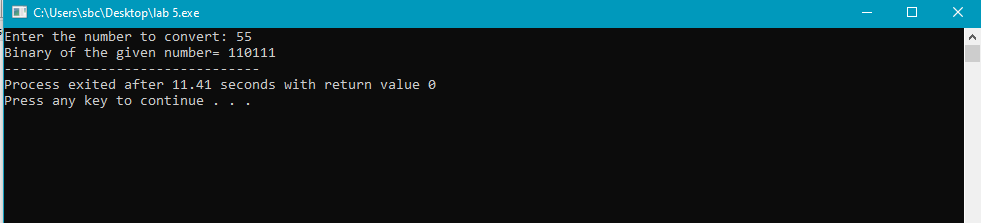 C:\Users\sbc\Desktop\lab 5.exe
Enter the number to convert: 55
Binary of the given number= 110111
--------------------------------
Process exited after 11.41 seconds with return value 0
Press any key to continue . . .